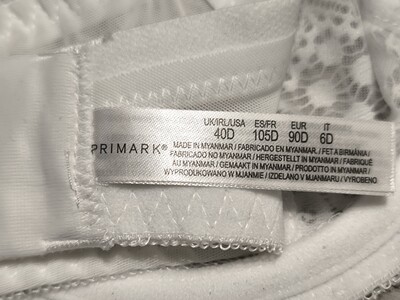 UK/IRL/USA ES/FR EUR IT
40D 105D 90D 6D
PRIMARK®
MADE IN MYANMAR / FABRICADO EN MYANMAR. / FET A BIRMÀNIA /
FABRICADO NO MYANMAR / HERGESTELLT IN MYANMAR / FABRIQUÉ
AU MYANMAR / GEMAAKT IN MYANMAR / PRODOTTO IN MYANMAR /
WYPRODUKOWANO W MJANMIE / IZDELANO V MJANMARU / VYROBENO